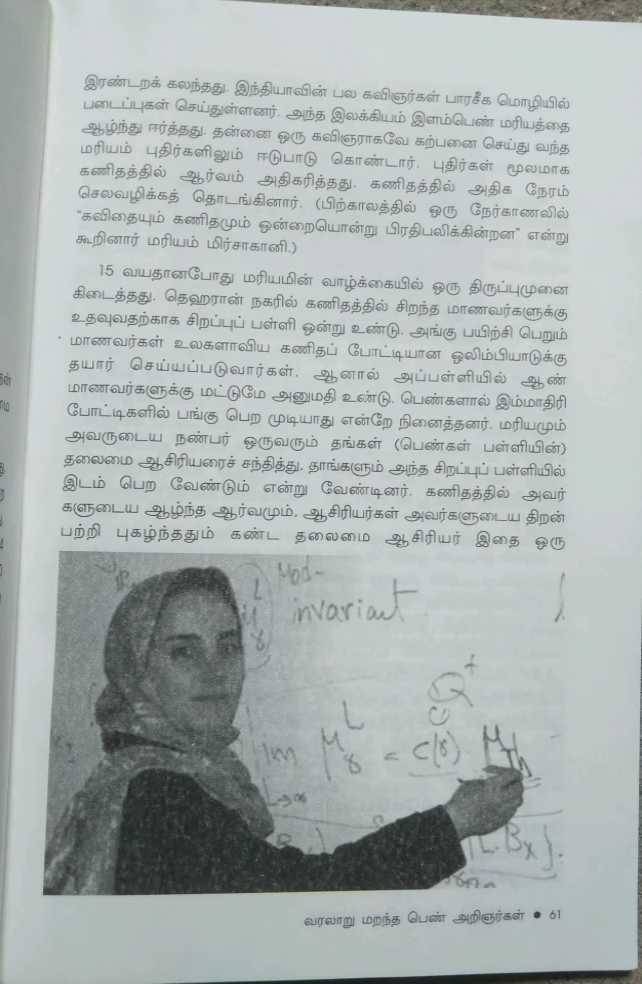 இரண்டறக் கலந்தது. இந்தியாவின் பல கவிஞர்கள் பாரசீக மொழியில்
படைப்புகள் செய்துள்ளனர். அந்த இலக்கியம் இளம்பெண் மரியத்தை
ஆழ்ந்து ஈர்த்தது. தன்னை ஒரு கவிஞராகவே கற்பனை செய்து வந்த
மரியம் புதிர்களிலும் ஈடுபாடு கொண்டார். புதிர்கள் மூலமாக
கணிதத்தில் ஆர்வம் அதிகரித்தது. கணிதத்தில் அதிக நேரம்
செலவழிக்கத் தொடங்கினார். (பிற்காலத்தில் ஒரு நேர்காணலில்
“கவிதையும் கணிதமும் ஒன்றையொன்று பிரதிபலிக்கின்றன” என்று
கூறினார் மரியம் மிர்சாகானி.)
15 வயதானபோது மரியமின் வாழ்க்கையில் ஒரு திருப்புமுனை
கிடைத்தது. தெஹரான் நகரில் கணிதத்தில் சிறந்த மாணவர்களுக்கு
உதவுவதற்காக சிறப்புப் பள்ளி ஒன்று உண்டு. அங்கு பயிற்சி பெறும்
மாணவர்கள் உலகளாவிய கணிதப் போட்டியான ஒலிம்பியாடுக்கு
தயார் செய்யப்படுவார்கள். ஆனால் அப்பள்ளியில் ஆண்
மாணவர்களுக்கு மட்டுமே அனுமதி உண்டு. பெண்களால் இம்மாதிரி
போட்டிகளில் பங்கு பெற முடியாது என்றே நினைத்தனர். மரியமும்
அவருடைய நண்பர் ஒருவரும் தங்கள் (பெண்கள் பள்ளியின்)
தலைமை ஆசிரியரைச் சந்தித்து, தாங்களும் அந்த சிறப்புப் பள்ளியில்
இடம் பெற வேண்டும் என்று வேண்டினர். கணிதத்தில் அவர்
களுடைய ஆழ்ந்த ஆர்வமும், ஆசிரியர்கள் அவர்களுடைய திறன்
பற்றி புகழ்ந்ததும் கண்ட தலைமை ஆசிரியர் இதை ஒரு
Mod-
invariant
வரலாறு மறந்த பெண் அறிஞர்கள் • 61